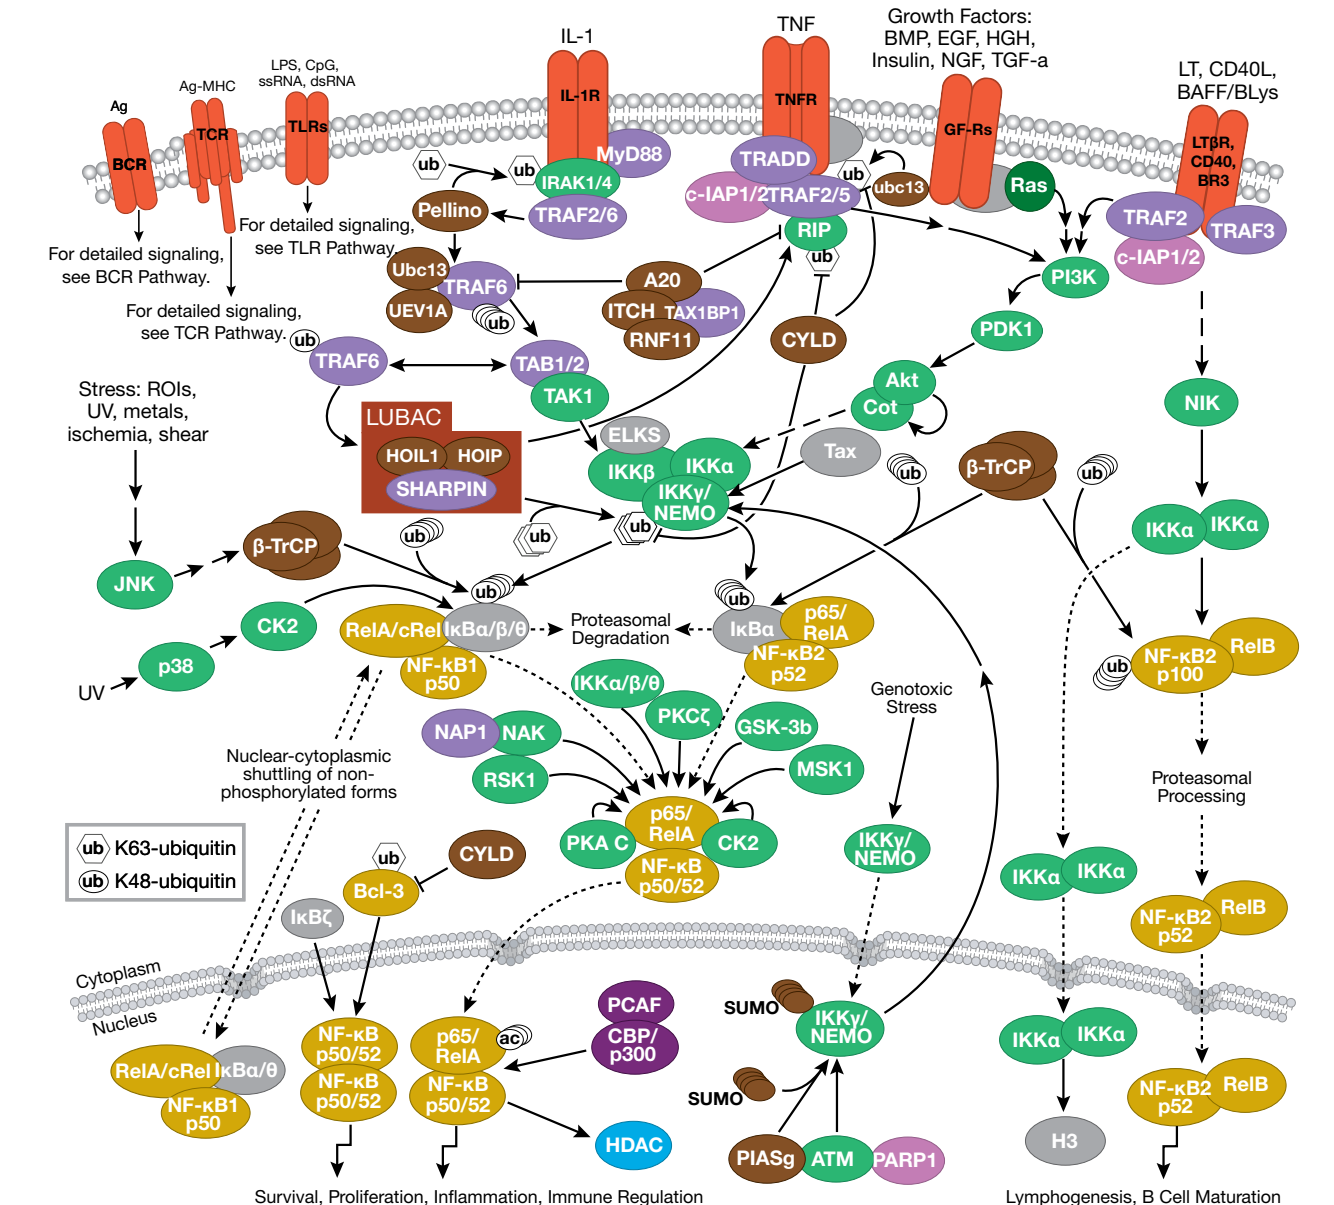 Growth Factors:
BMP, EGF, HGH,
Insulin, NGF, TGF-a
TNF
IL-1
LT, CD40L,
BAFF/BLys
LPS, CpG,
ssRNA, dsRNA
Ag-MHC
Ag
BCR
TCR
TLRs
IL-1R
TNFR
GF-Rs
LTβR,
CD40,
BR3
MyD88
ub
ub
IRAK1/4
TRAF2/6
Pellino
TRADD
c-IAP1/2
TRAF2/5
ub
ubc13
RIP
ub
Ras
TRAF2
TRAF3
c-IAP1/2
PI3K
For detailed signaling,
see TLR Pathway.
For detailed signaling,
see BCR Pathway.
For detailed signaling,
see TCR Pathway.
Ubc13
TRAF6
UEV1A
ub
A20
ITCH
TAX1BP1
RNF11
CYLD
PDK1
ub
TRAF6
TAB1/2
TAK1
Akt
Cot
NIK
Stress: ROIs,
UV, metals,
ischemia, shear
LUBAC
HOIL1
HOIP
SHARPIN
ELKS
IKKβ
IKKα
IKKγ/
NEMO
Tax
ub
β-TrCP
ub
IKKα
IKKα
ub
ub
ub
β-TrCP
JNK
ub
ub
CK2
RelA/cRel
IκBα/β/θ
NF-kB1
p50
Proteasomal
Degradation
IκBα
p65/
RelA
NF-κB2
p52
p38
UV
NF-κB2
p100
RelB
ub
IKKα/β/θ
PKCζ
GSK-3b
MSK1
NAP1
NAK
RSK1
Genotoxic
Stress
Nuclear-cytoplasmic
shuttling of non-
phosphorylated forms
Proteasomal
Processing
p65/
RelA
PKA C
CK2
NF-κB
p50/52
IKKγ/
NEMO
ub K63-ubiquitin
ub K48-ubiquitin
ub
Bcl-3
CYLD
IκBζ
IKKα
IKKα
NF-κB2
p52
RelB
Cytoplasm
Nucleus
NF-κB
p50/52
NF-κB
p50/52
p65/
RelA
ac
NF-κB
p50/52
PCAF
CBP/
p300
HDAC
SUMO
IKKγ/
NEMO
SUMO
PIASg
ATM
PARP1
RelA/cRel
IκBα/θ
NF-κB1
p50
IKKα
IKKα
H3
NF-κB2
p52
RelB
Survival, Proliferation, Inflammation, Immune Regulation
Lymphogenesis, B Cell Maturation